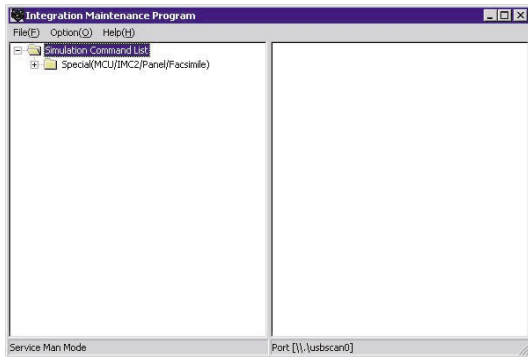 Integration Maintenance Program
File(F) Option(O) Help(H)
Simulation Command List
Special(MCU/IMC2/Panel/Facsimile)
Service Man Mode Port [\\.\usbscan0]